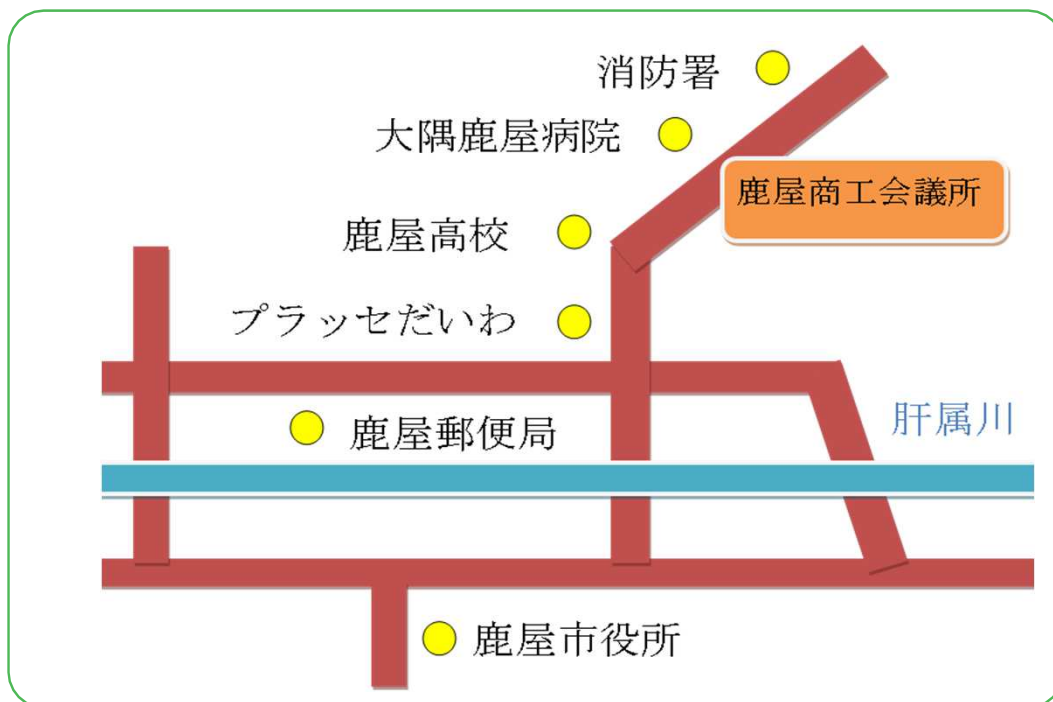 消防署
大隅鹿屋病院
鹿屋商工会議所
鹿屋高校
プラッセだいわ
肝属川
鹿屋郵便局
鹿屋市役所